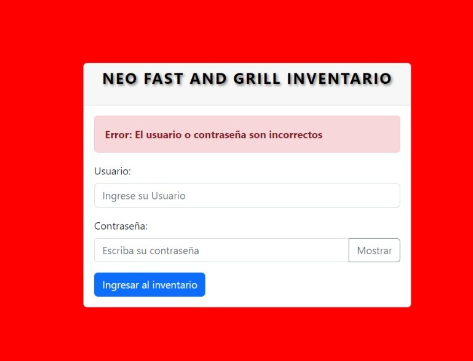 NEO FAST AND GRILL INVENTARIO
Error: El usuario o contraseña son incorrectos
Usuario:
Ingrese su Usuario
Contraseña:
Escriba su contraseña
Mostrar
Ingresar al inventario